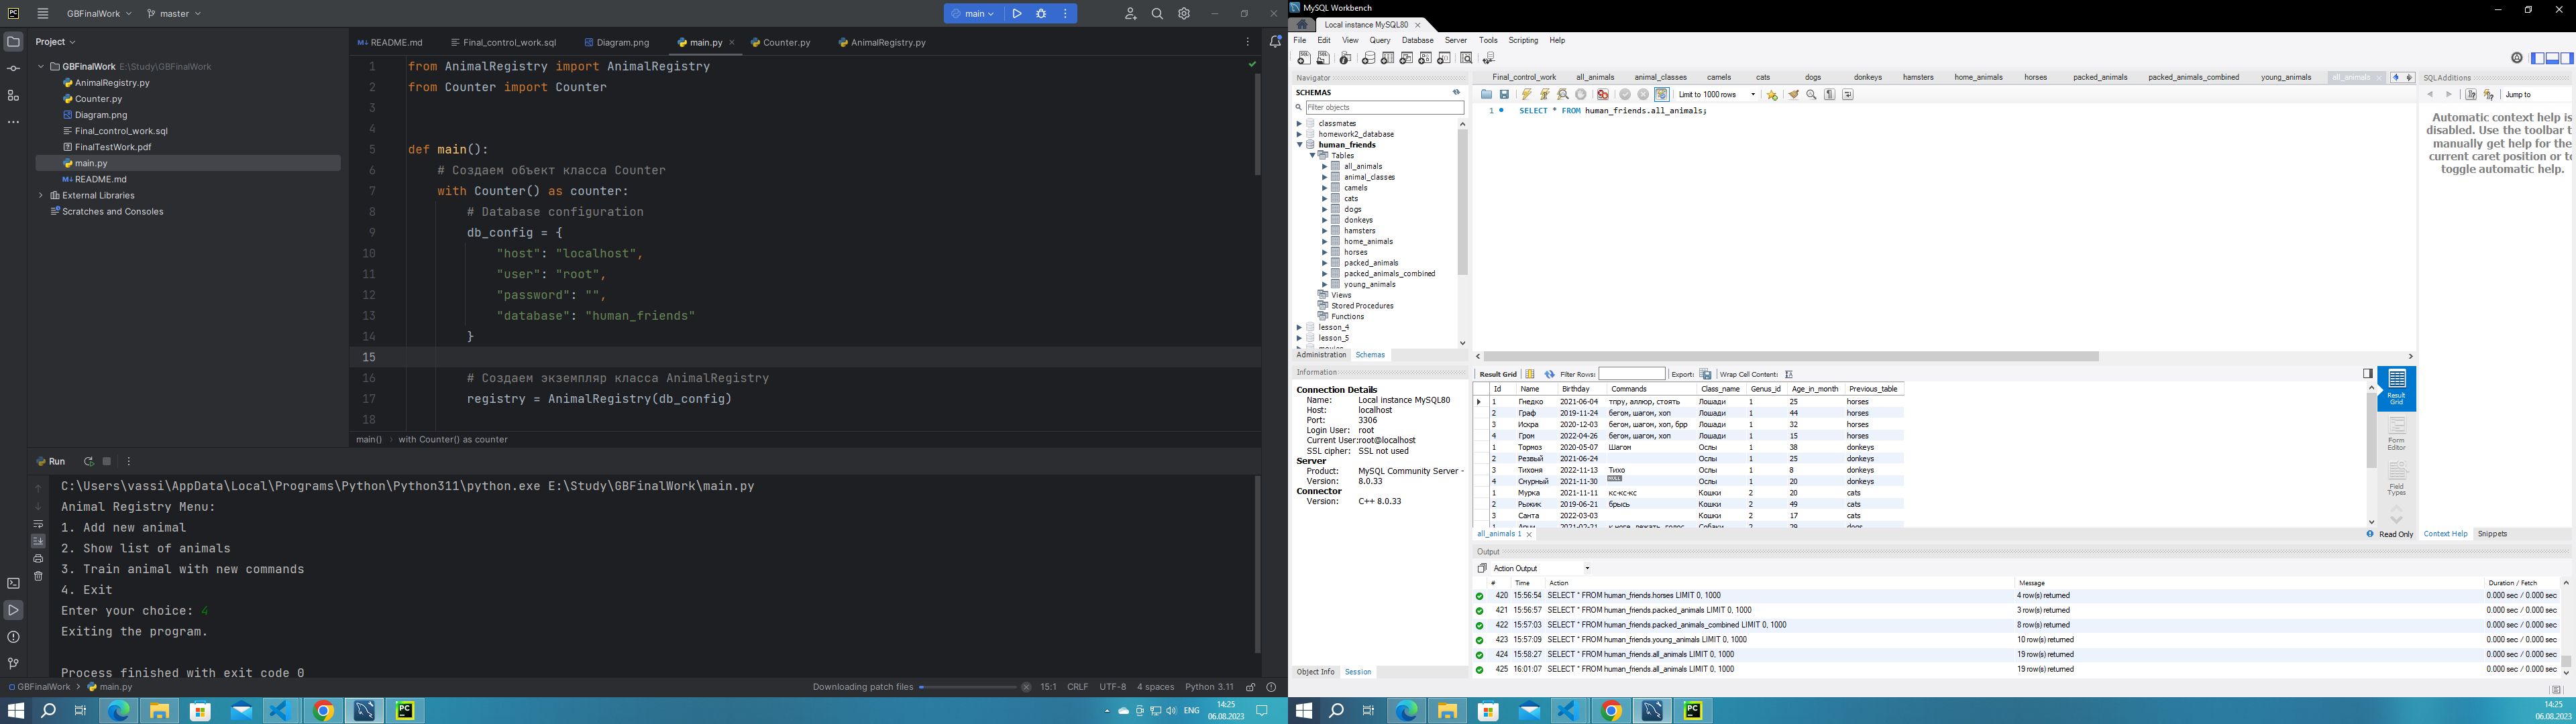 GBFinalWork
master
main
Project
README.md
Final_control_work.sql
Diagram.png
main.py
Counter.py
AnimalRegistry.py
GBFinalWork E:\Study\GBFinalWork
AnimalRegistry.py
Counter.py
Diagram.png
Final_control_work.sql
FinalTestWork.pdf
main.py
README.md
External Libraries
Scratches and Consoles
1 from AnimalRegistry import AnimalRegistry
2 from Counter import Counter
3
4
5 def main():
6 # Создаем объект класса Counter
7 with Counter() as counter:
8 # Database configuration
9 db_config = {
10 "host": "localhost",
11 "user": "root",
12 "password": "",
13 "database": "human_friends"
14 }
15
16 # Создаем экземпляр класса AnimalRegistry
17 registry = AnimalRegistry(db_config)
18
main() › with Counter() as counter
Run
C:\Users\vassi\AppData\Local\Programs\Python\Python311\python.exe E:\Study\GBFinalWork\main.py
Animal Registry Menu:
1. Add new animal
2. Show list of animals
3. Train animal with new commands
4. Exit
Enter your choice: 4
Exiting the program.
Process finished with exit code 0
GBFinalWork › main.py
Downloading patch files
15:1 CRLF UTF-8 4 spaces Python 3.11
ENG
14:25
06.08.2023
MySQL Workbench
Local instance MySQL80
File Edit View Query Database Server Tools Scripting Help
Navigator
SCHEMAS
Filter objects
classmates
homework2_database
human_friends
Tables
all_animals
animal_classes
camels
cats
dogs
donkeys
hamsters
home_animals
horses
packed_animals
packed_animals_combined
young_animals
Views
Stored Procedures
Functions
lesson_4
lesson_5
Administration Schemas
Information
Connection Details
Name: Local instance MySQL80
Host: localhost
Port: 3306
Login User: root
Current User: root@localhost
SSL cipher: SSL not used
Server
Product: MySQL Community Server -
Version: 8.0.33
Connector
Version: C++ 8.0.33
Object Info Session
Final_control_work all_animals animal_classes camels cats dogs donkeys hamsters home_animals horses packed_animals packed_animals_combined young_animals all_animals
Limit to 1000 rows
1 SELECT * FROM human_friends.all_animals;
SQLAdditions
Jump to
Automatic context help is
disabled. Use the toolbar t
manually get help for the
current caret position or to
toggle automatic help.
Result Grid Filter Rows: Export: Wrap Cell Content:
Id Name Birthday Commands Class_name Genus_id Age_in_month Previous_table
1 Гнедко 2021-06-04 тпру, аллюр, стоять Лошади 1 25 horses
2 Граф 2019-11-24 бегом, шагом, хоп Лошади 1 44 horses
3 Искра 2020-12-03 бегом, шагом, хоп, брр Лошади 1 32 horses
4 Гром 2022-04-26 бегом, шагом, хоп Лошади 1 15 horses
1 Тормоз 2020-05-07 Шагом Ослы 1 38 donkeys
2 Резвый 2021-06-24 Ослы 1 25 donkeys
3 Тихоня 2022-11-13 Тихо Ослы 1 8 donkeys
4 Смурный 2021-11-30 NULL Ослы 1 20 donkeys
1 Мурка 2021-11-11 кс-кс-кс Кошки 2 20 cats
2 Рыжик 2019-06-21 брысь Кошки 2 49 cats
3 Санта 2022-03-03 Кошки 2 17 cats
Result
Grid
Form
Editor
Field
Types
all_animals 1
Read Only
Context Help Snippets
Output
Action Output
# Time Action Message Duration / Fetch
420 15:56:54 SELECT * FROM human_friends.horses LIMIT 0, 1000 4 row(s) returned 0.000 sec / 0.000 sec
421 15:56:57 SELECT * FROM human_friends.packed_animals LIMIT 0, 1000 3 row(s) returned 0.000 sec / 0.000 sec
422 15:57:03 SELECT * FROM human_friends.packed_animals_combined LIMIT 0, 1000 8 row(s) returned 0.000 sec / 0.000 sec
423 15:57:09 SELECT * FROM human_friends.young_animals LIMIT 0, 1000 10 row(s) returned 0.000 sec / 0.000 sec
424 15:58:27 SELECT * FROM human_friends.all_animals LIMIT 0, 1000 19 row(s) returned 0.000 sec / 0.000 sec
425 16:01:07 SELECT * FROM human_friends.all_animals LIMIT 0, 1000 19 row(s) returned 0.000 sec / 0.000 sec
14:25
06.08.2023